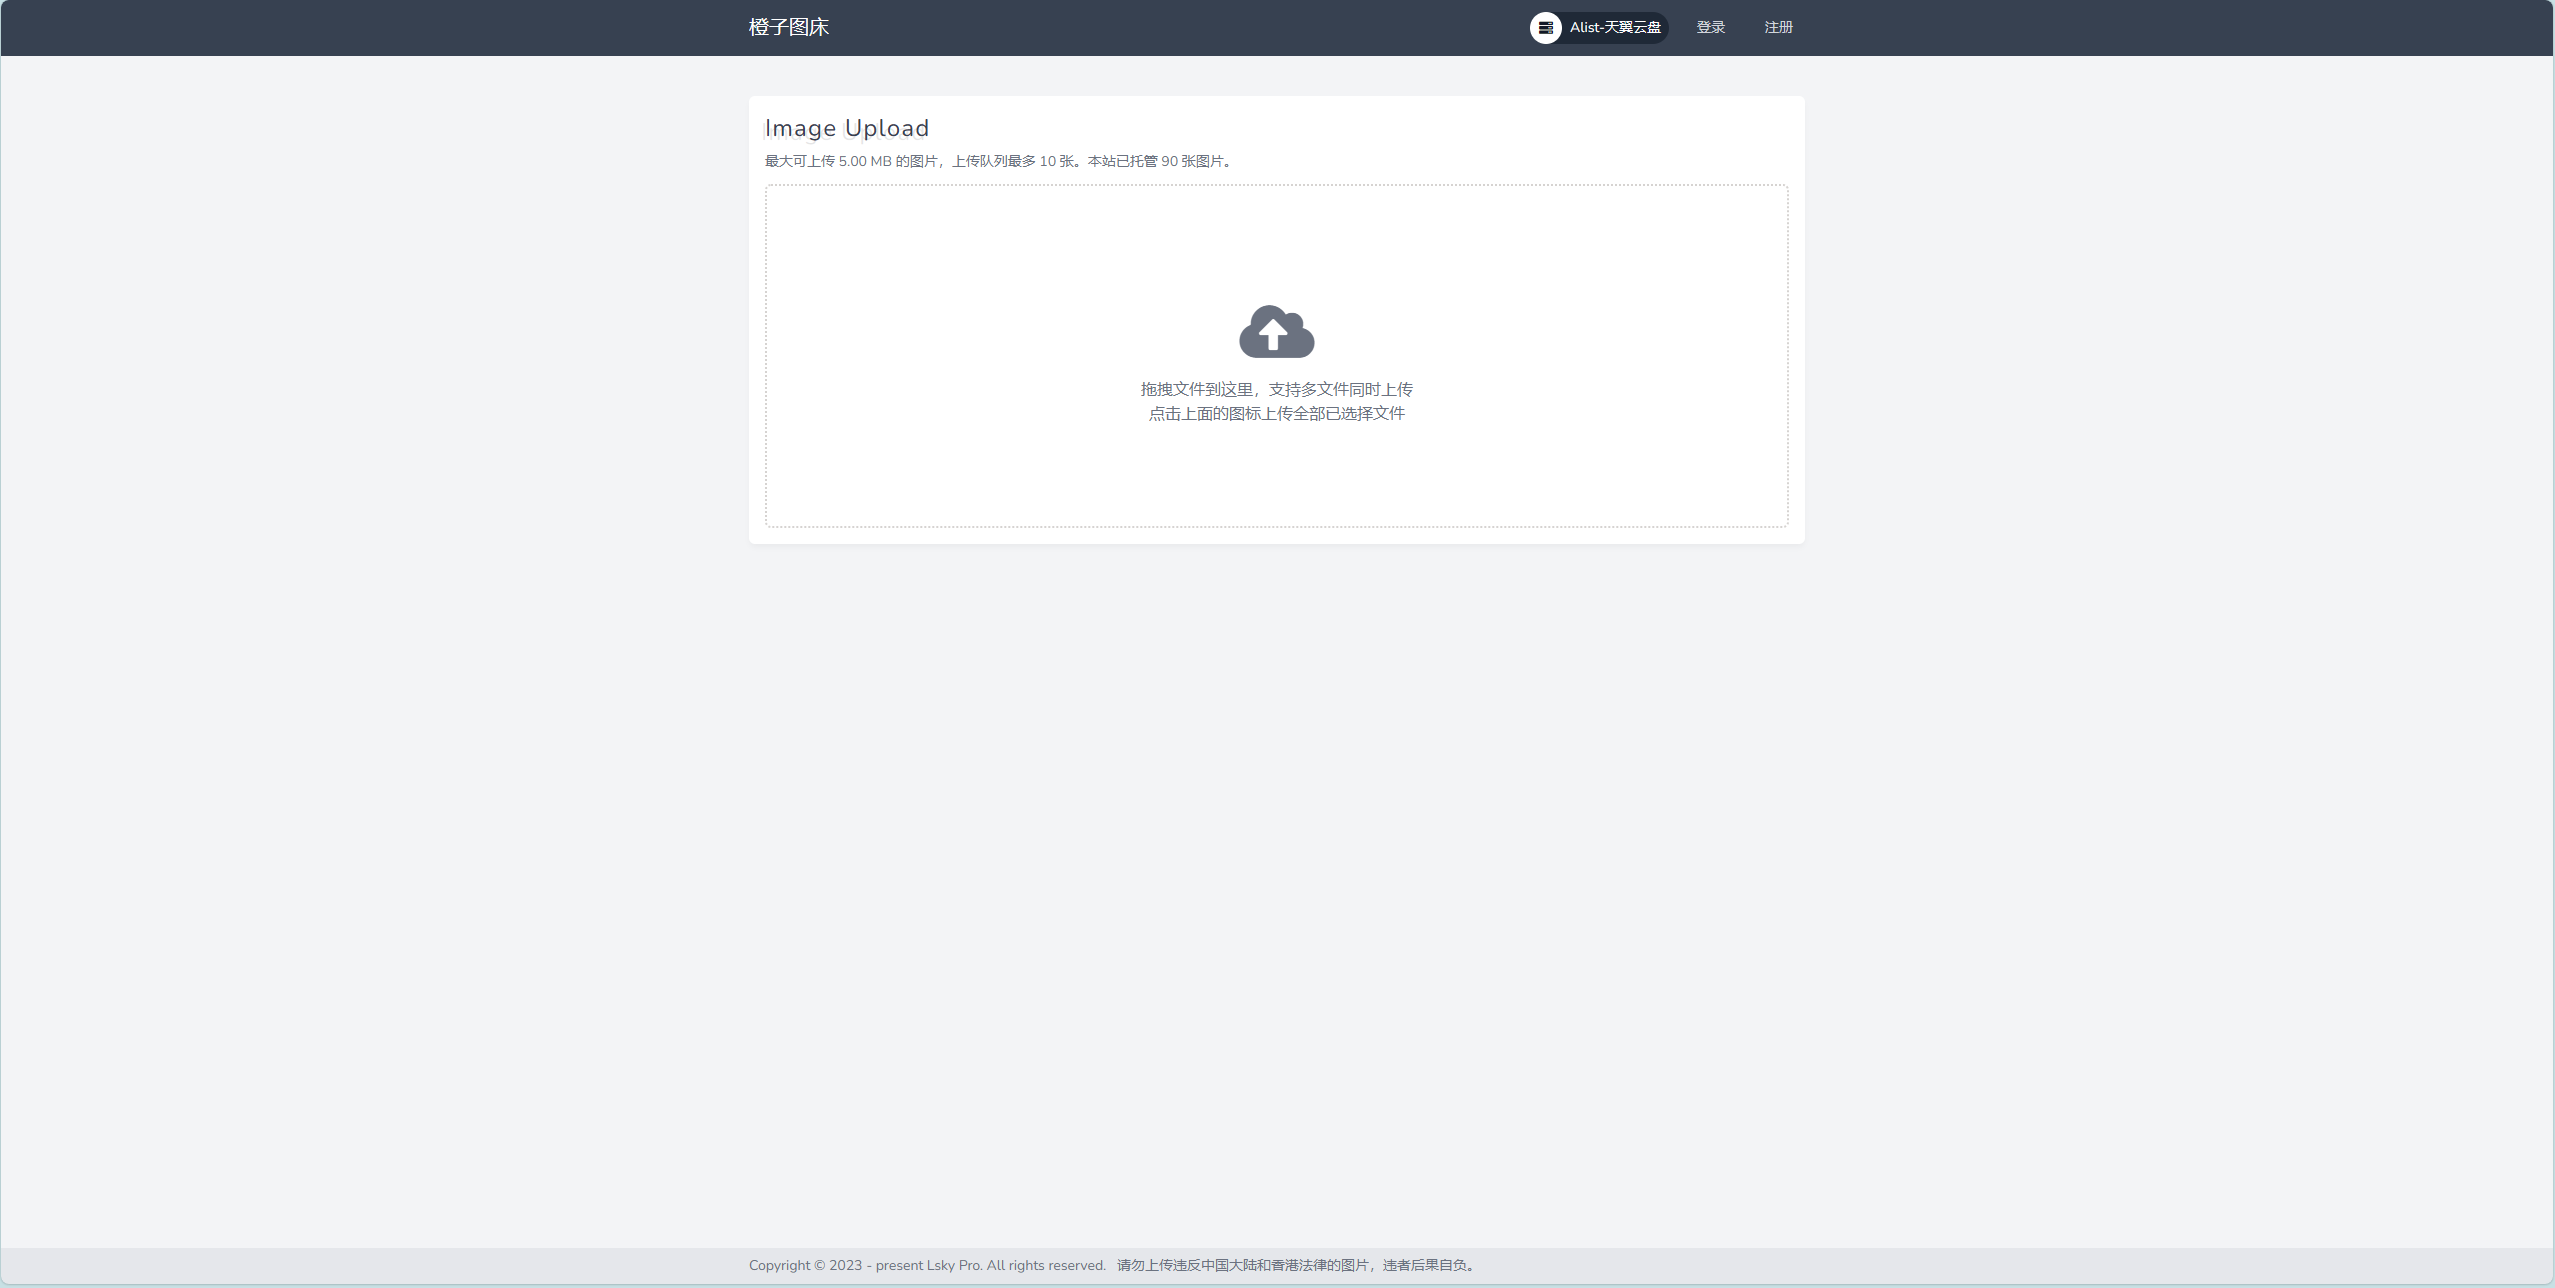 橙子图床
Alist-天翼云盘
登录
注册
Image Upload
最大可上传 5.00 MB 的图片，上传队列最多 10 张。本站已托管 90 张图片。
拖拽文件到这里，支持多文件同时上传
点击上面的图标上传全部已选择文件
Copyright © 2023 - present Lsky Pro. All rights reserved. 请勿上传违反中国大陆和香港法律的图片，违者后果自负。